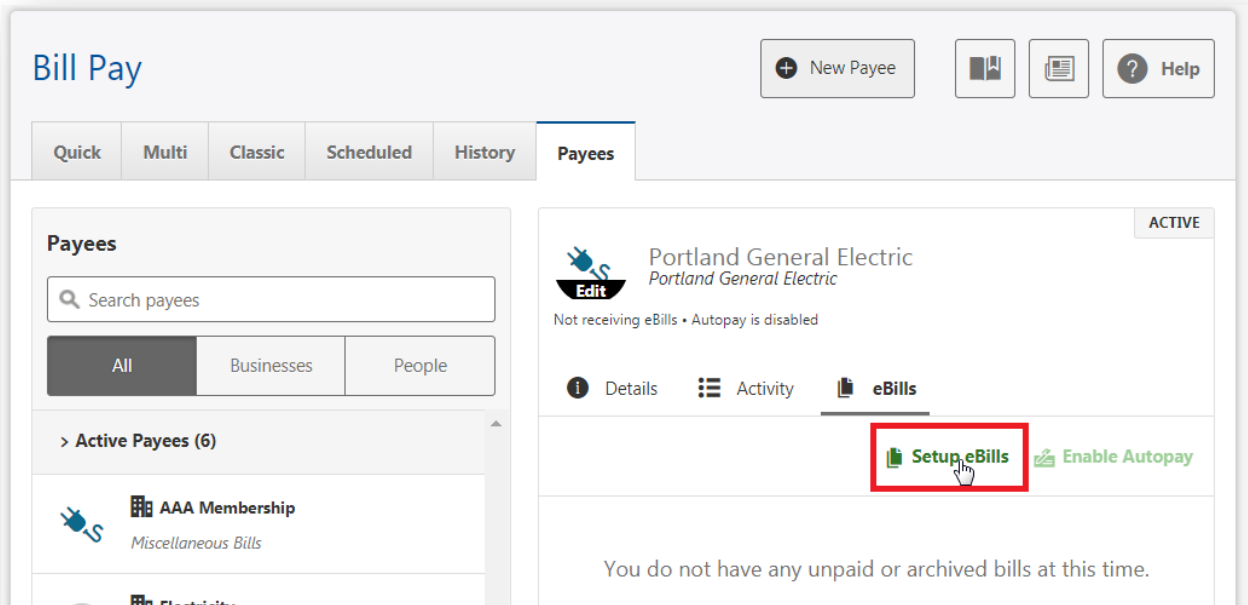 Bill Pay
New Payee
Help
Quick
Multi
Classic
Scheduled
History
Payees
Payees
Search payees
All
Businesses
People
> Active Payees (6)
AAA Membership
Miscellaneous Bills
Electricity
ACTIVE
Portland General Electric
Portland General Electric
Edit
Not receiving eBills • Autopay is disabled
Details
Activity
eBills
Setup eBills
Enable Autopay
You do not have any unpaid or archived bills at this time.